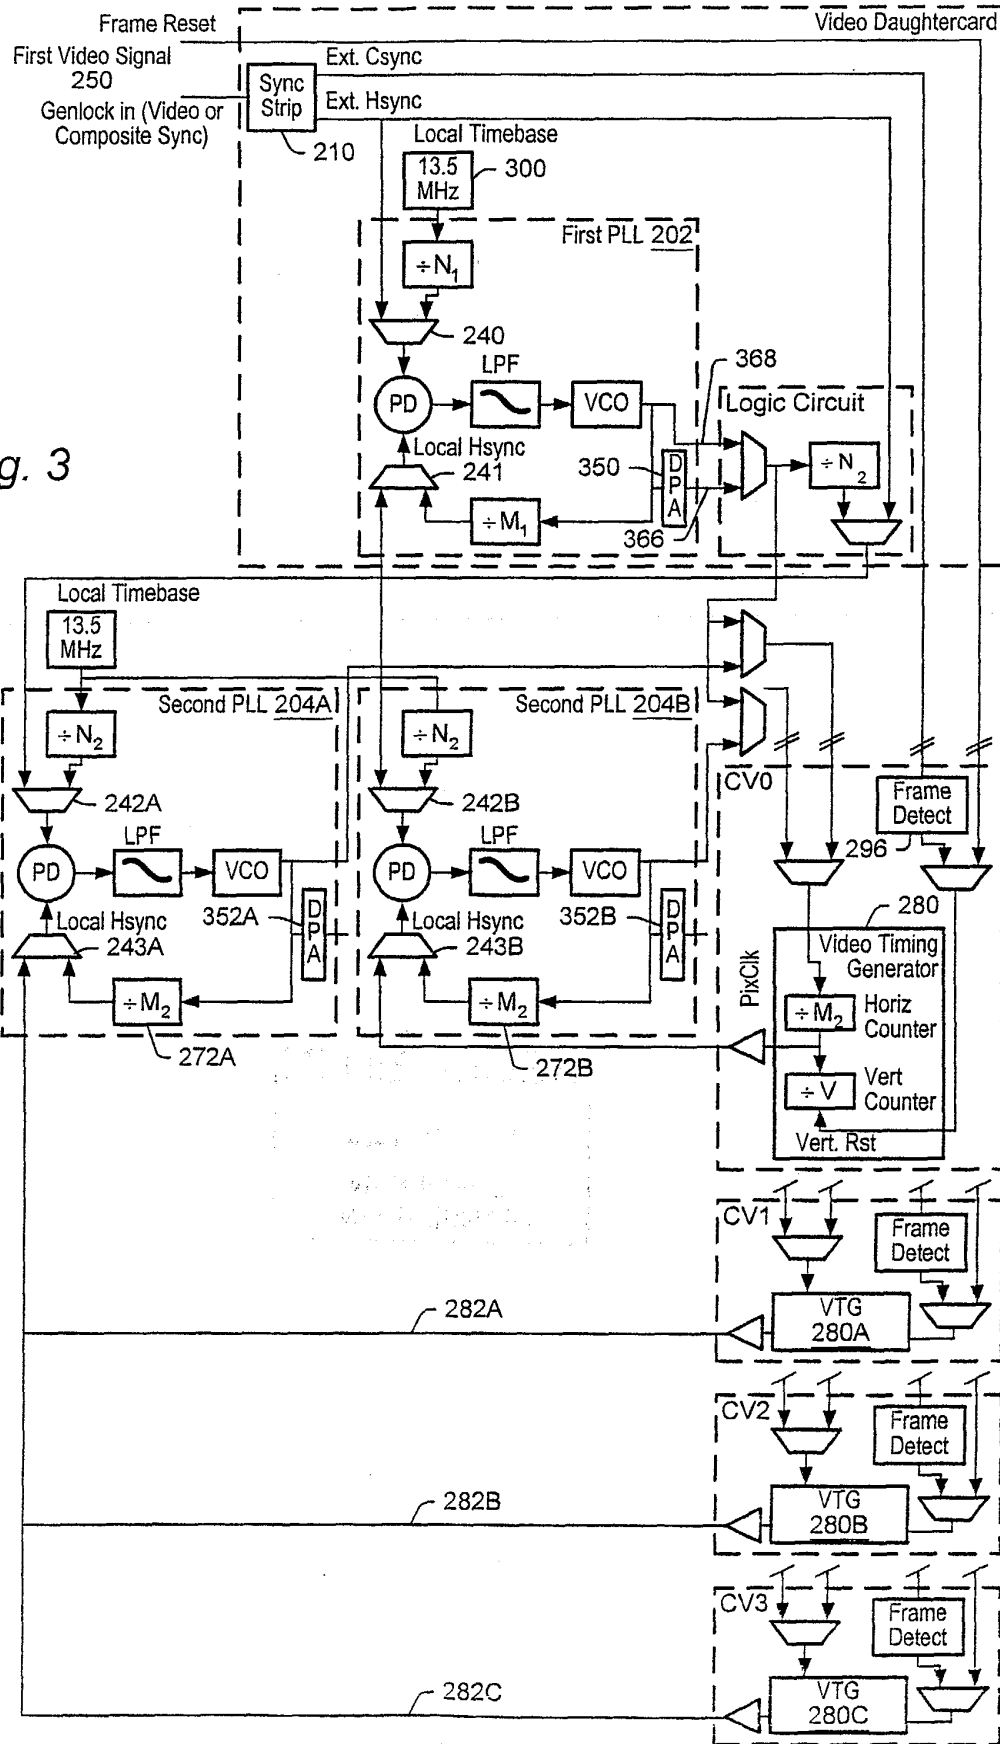 Frame Reset
Video Daughtercard
First Video Signal
250
Genlock in (Video or
Composite Sync)
Sync
Strip
210
Ext. Csync
Ext. Hsync
Local Timebase
13.5
MHz
300
First PLL 202
÷N1
240
PD
LPF
VCO
368
Logic Circuit
÷N2
Local Hsync
241
350
DPA
÷M1
366
g. 3
Local Timebase
13.5
MHz
Second PLL 204A
÷N2
242A
LPF
PD
VCO
Local Hsync
243A
352A
DPA
÷M2
272A
Second PLL 204B
÷N2
242B
LPF
PD
VCO
Local Hsync
243B
352B
DPA
÷M2
272B
CV0
Frame
Detect
296
280
PixClk
Video Timing
Generator
÷M2
Horiz
Counter
÷V
Vert
Counter
Vert. Rst
CV1
Frame
Detect
VTG
280A
282A
CV2
Frame
Detect
VTG
280B
282B
CV3
Frame
Detect
VTG
280C
282C